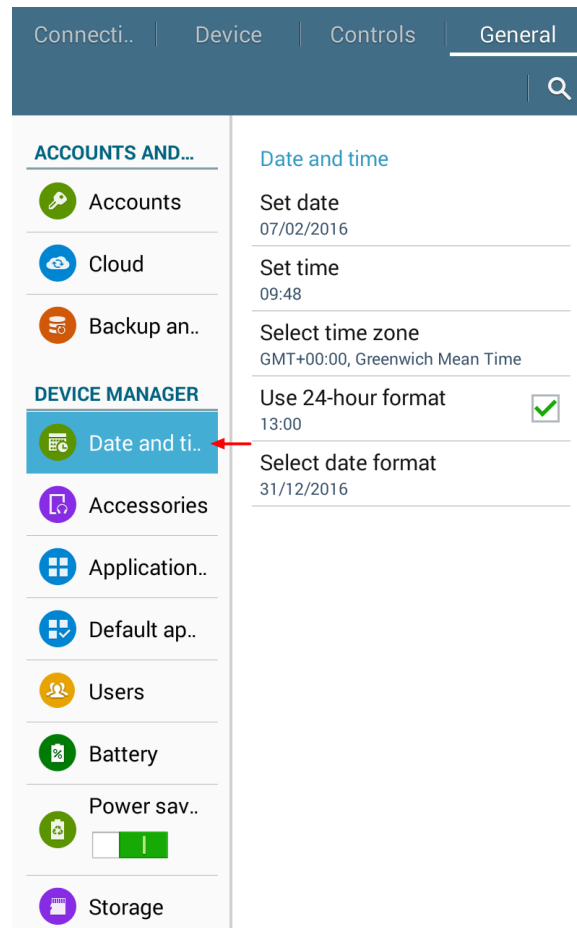 Connecti..
Device
Controls
General
ACCOUNTS AND...
Accounts
Cloud
Backup an..
DEVICE MANAGER
Date and ti..
Accessories
Application..
Default ap..
Users
Battery
Power sav..
Storage
Date and time
Set date
07/02/2016
Set time
09:48
Select time zone
GMT+00:00, Greenwich Mean Time
Use 24-hour format
13:00
Select date format
31/12/2016